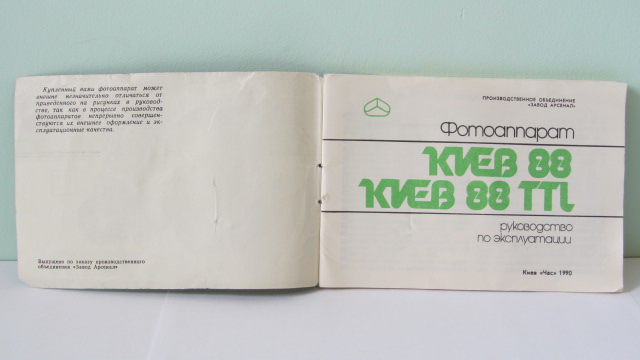 Купленный вами фотоаппарат может
внешне незначительно отличаться от
приведенного на рисунках в руковод-
стве, так как в процессе производства
фотоаппаратов непрерывно совершен-
ствуются их внешнее оформление и эк-
сплуатационные качества.
Выпущено по заказу производственного
объединения «Завод Арсенал»
ПРОИЗВОДСТВЕННОЕ ОБЪЕДИНЕНИЕ
«ЗАВОД АРСЕНАЛ»
Фотоаппарат
КИЕВ 88
КИЕВ 88 TTL
руководство
по эксплуатации
Киев «Час» 1990